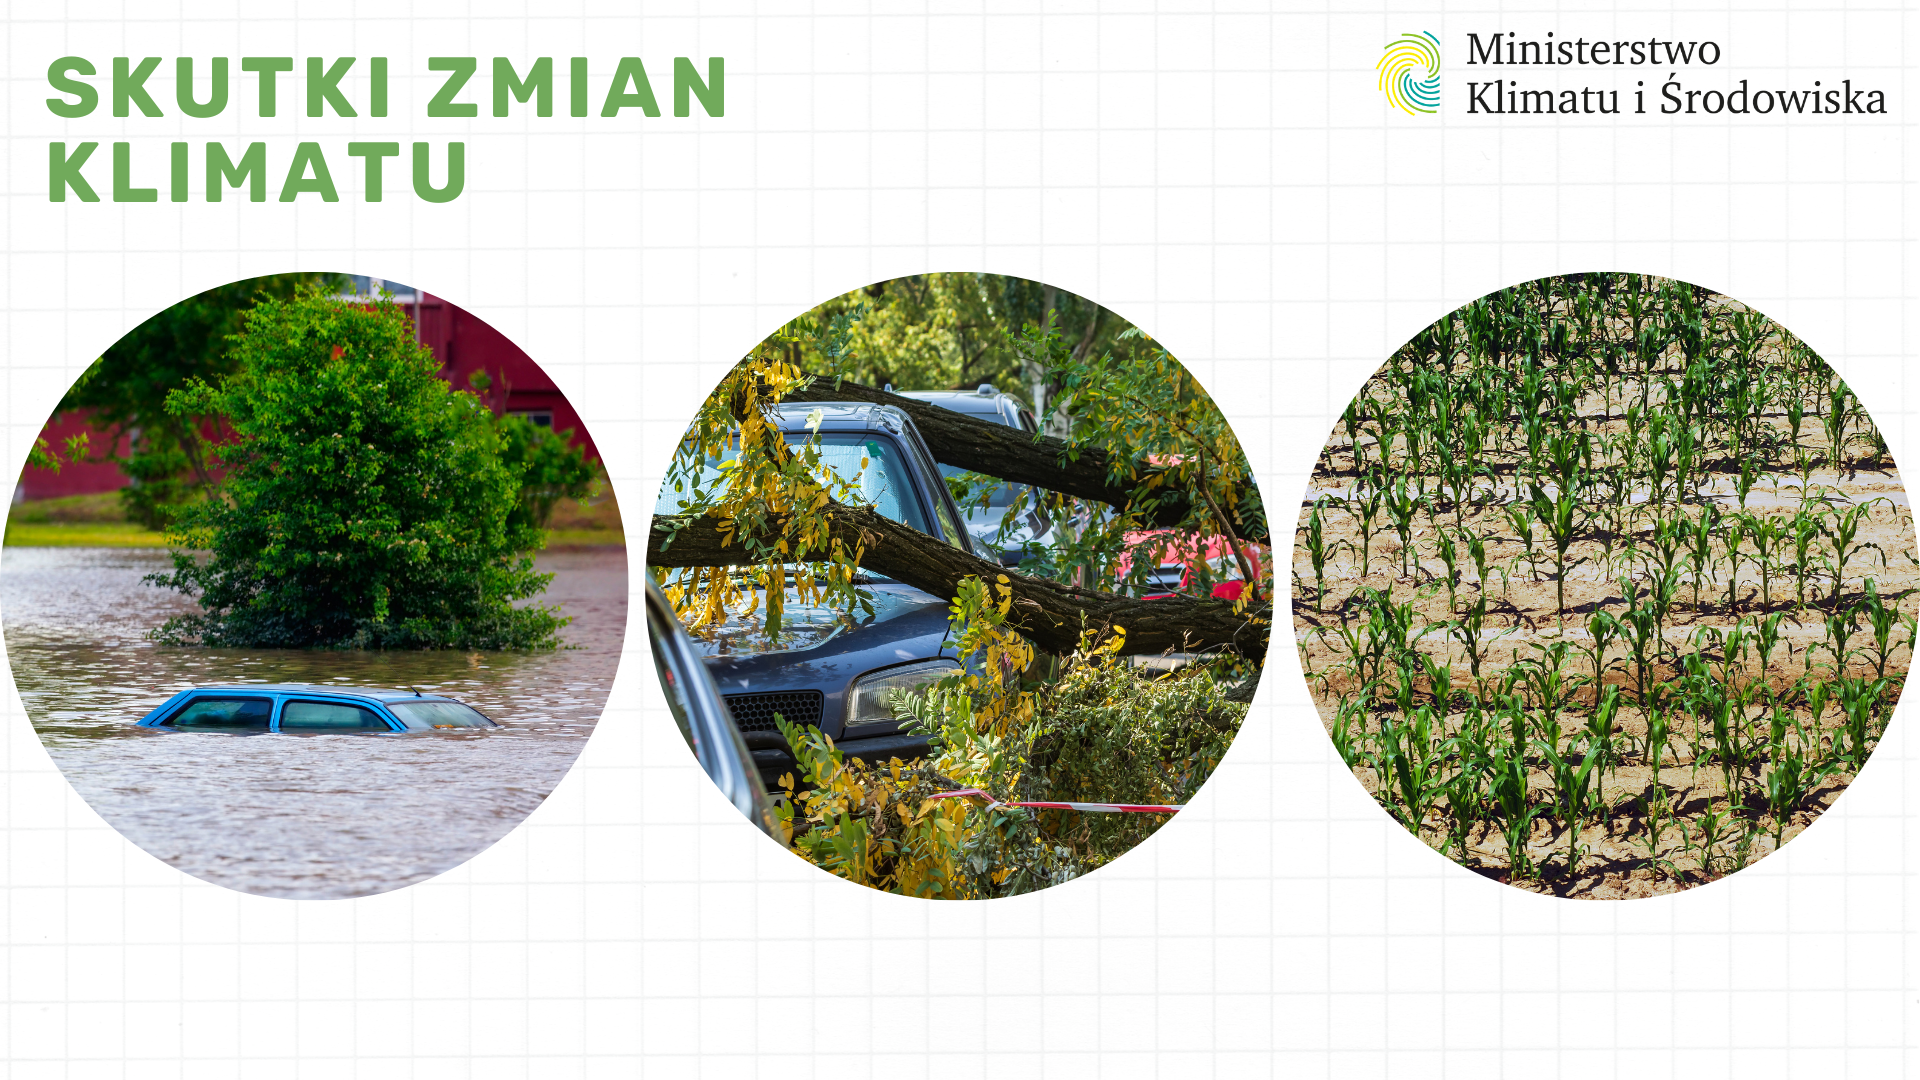 SKUTKI ZMIAN
KLIMATU
Ministerstwo
Klimatu i Środowiska